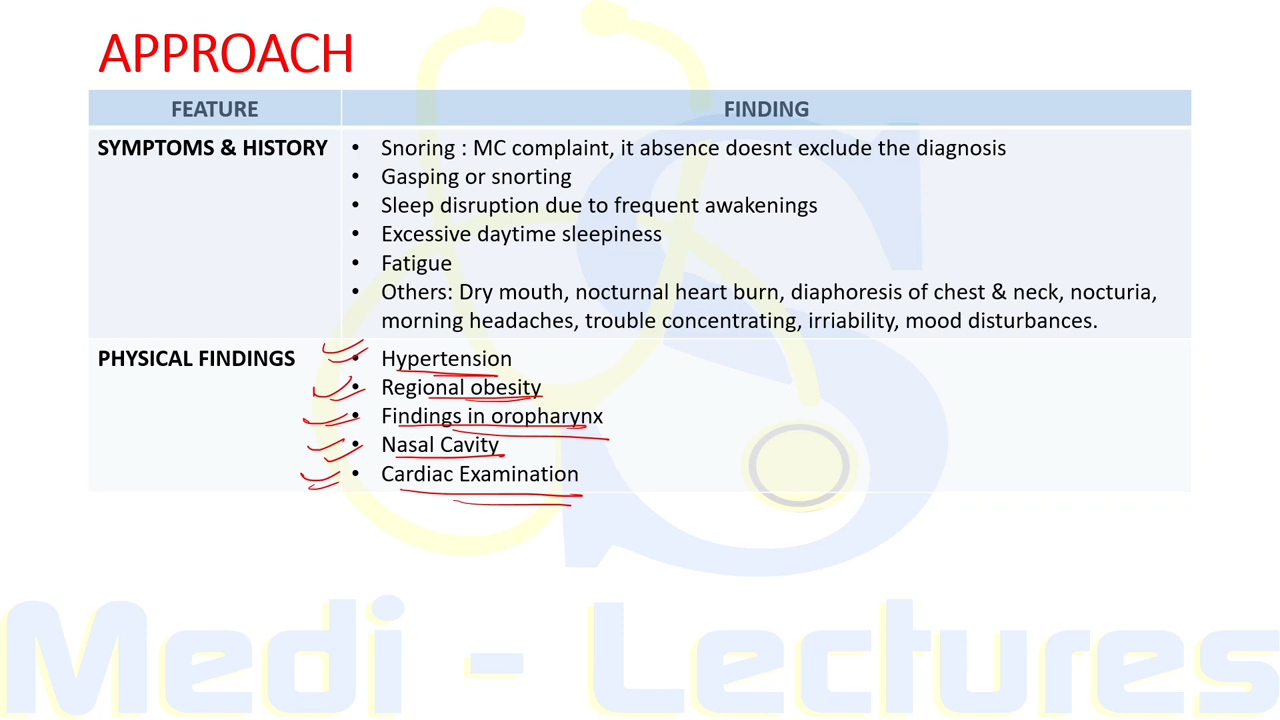 APPROACH
FEATURE FINDING
SYMPTOMS & HISTORY • Snoring : MC complaint, it absence doesnt exclude the diagnosis
• Gasping or snorting
• Sleep disruption due to frequent awakenings
• Excessive daytime sleepiness
• Fatigue
• Others: Dry mouth, nocturnal heart burn, diaphoresis of chest & neck, nocturia,
morning headaches, trouble concentrating, irriability, mood disturbances.
PHYSICAL FINDINGS • Hypertension
• Regional obesity
• Findings in oropharynx
• Nasal Cavity
• Cardiac Examination
S
Medi - Lectures